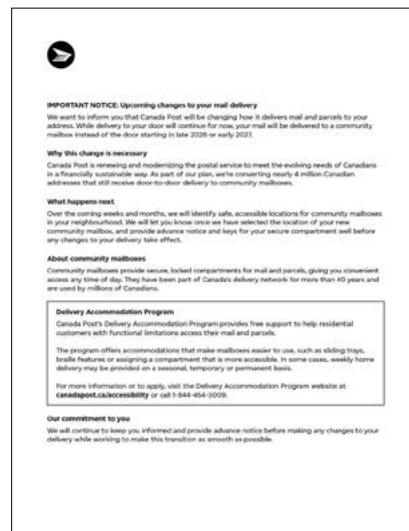 IMPORTANT NOTICE: Upcoming changes to your mail delivery
We want to inform you that Canada Post will be changing how it delivers mail and parcels to your
address. While delivery to your door will continue for now, your mail will be delivered to a community
mailbox instead of the door starting in late 2026 or early 2027.
Why this change is necessary
Canada Post is renewing and modernizing the postal service to meet the evolving needs of Canadians
in a financially sustainable way. As part of our plan, we're converting nearly 4 million Canadian
addresses that still receive door-to-door delivery to community mailboxes.
What happens next
Over the coming weeks and months, we will identify safe, accessible locations for community mailboxes
in your neighbourhood. We will let you know once we have selected the location of your new
community mailbox, and provide advance notice and keys for your secure compartment well before
any changes to your delivery take effect.
About community mailboxes
Community mailboxes provide secure, locked compartments for mail and parcels, giving you convenient
access any time of day. They have been part of Canada's delivery network for more than 40 years and
are used by millions of Canadians.
Delivery Accommodation Program
Canada Post's Delivery Accommodation Program provides free support to help residential
customers with functional limitations access their mail and parcels.
The program offers accommodations that make mailboxes easier to use, such as sliding trays,
braille features or assigning a compartment that is more accessible. In some cases, weekly home
delivery may be provided on a seasonal, temporary or permanent basis.
For more information or to apply, visit the Delivery Accommodation Program website at
canadapost.ca/accessibility or call 1-844-454-3009.
Our commitment to you
We will continue to keep you informed and provide advance notice before making any changes to your
delivery while working to make this transition as smooth as possible.